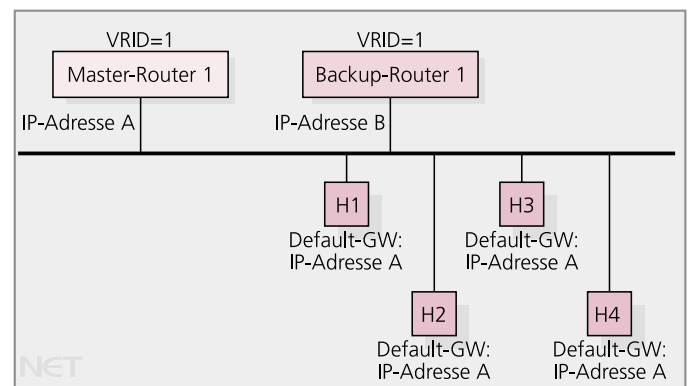 VRID=1
VRID=1
Master-Router 1
Backup-Router 1
IP-Adresse A
IP-Adresse B
H1
H3
Default-GW:
IP-Adresse A
Default-GW:
IP-Adresse A
H2
H4
Default-GW:
IP-Adresse A
Default-GW:
IP-Adresse A
NET